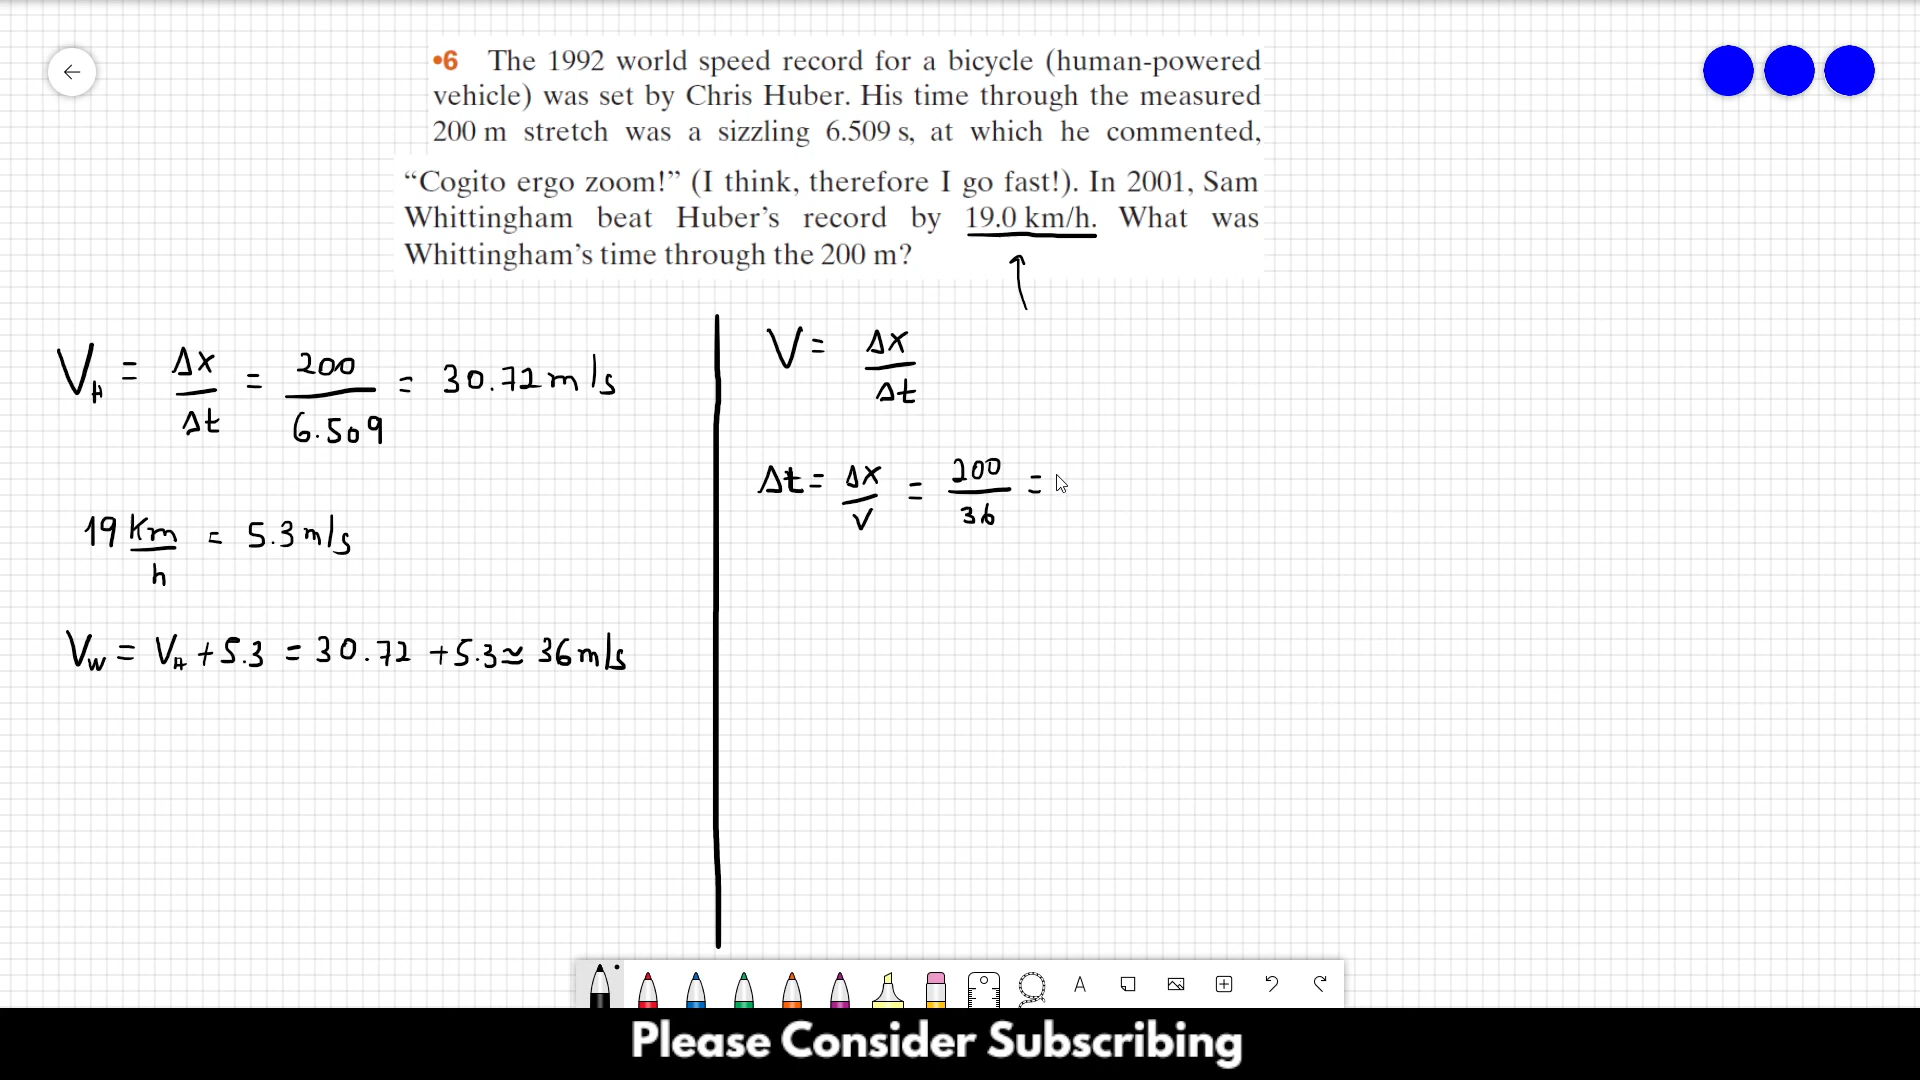 •6 The 1992 world speed record for a bicycle (human-powered
vehicle) was set by Chris Huber. His time through the measured
200 m stretch was a sizzling 6.509 s, at which he commented,
“Cogito ergo zoom!” (I think, therefore I go fast!). In 2001, Sam
Whittingham beat Huber’s record by 19.0 km/h. What was
Whittingham’s time through the 200 m?
V_H = Δx/Δt = 200/6.509 = 30.72 m/s
19 Km/h = 5.3 m/s
V_W = V_H + 5.3 = 30.72 + 5.3 ≃ 36 m/s
V = Δx/Δt
Δt = Δx/V = 200/36 =
A
Please Consider Subscribing